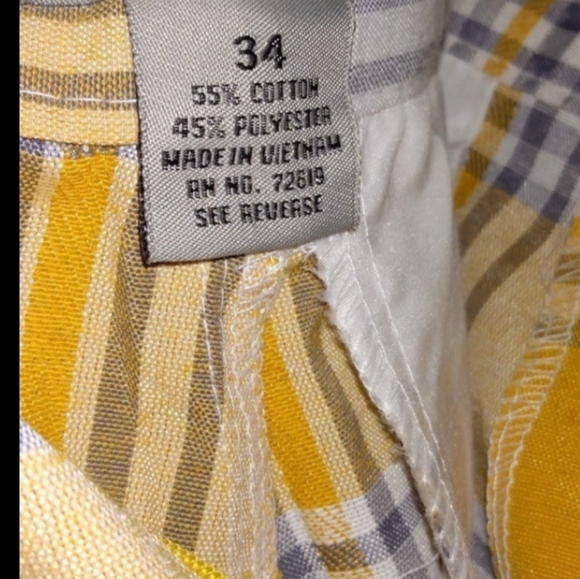 34
55% COTTON
45% POLYESTER
MADE IN VIETNAM
RN NO. 72619
SEE REVERSE